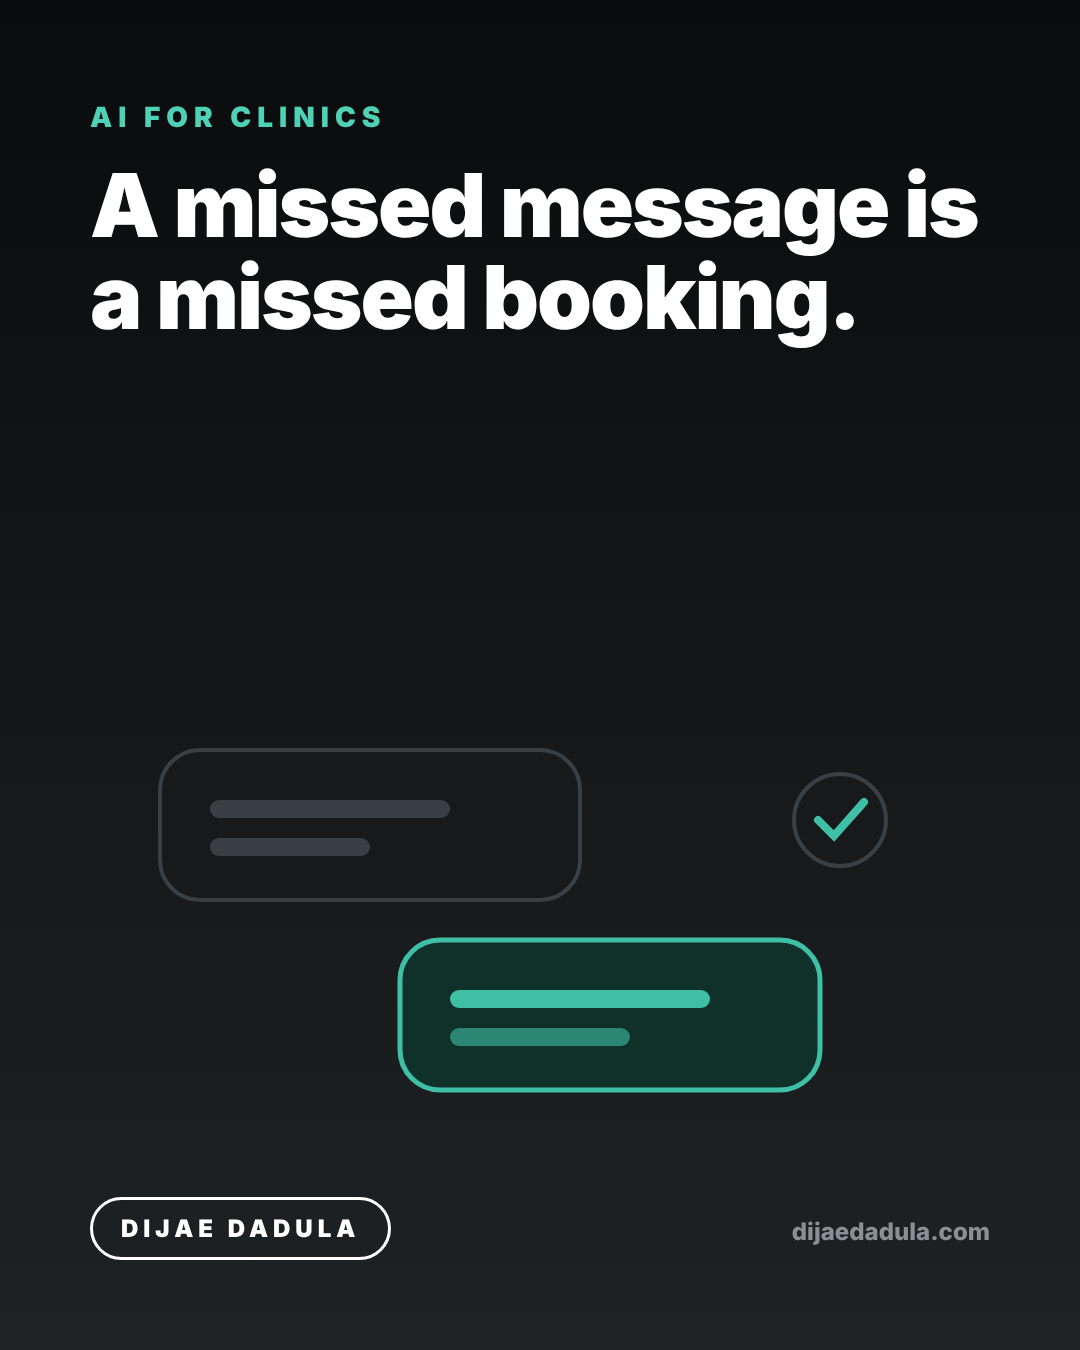 AI FOR CLINICS
A missed message is
a missed booking.
DIJAE DADULA
dijaedadula.com